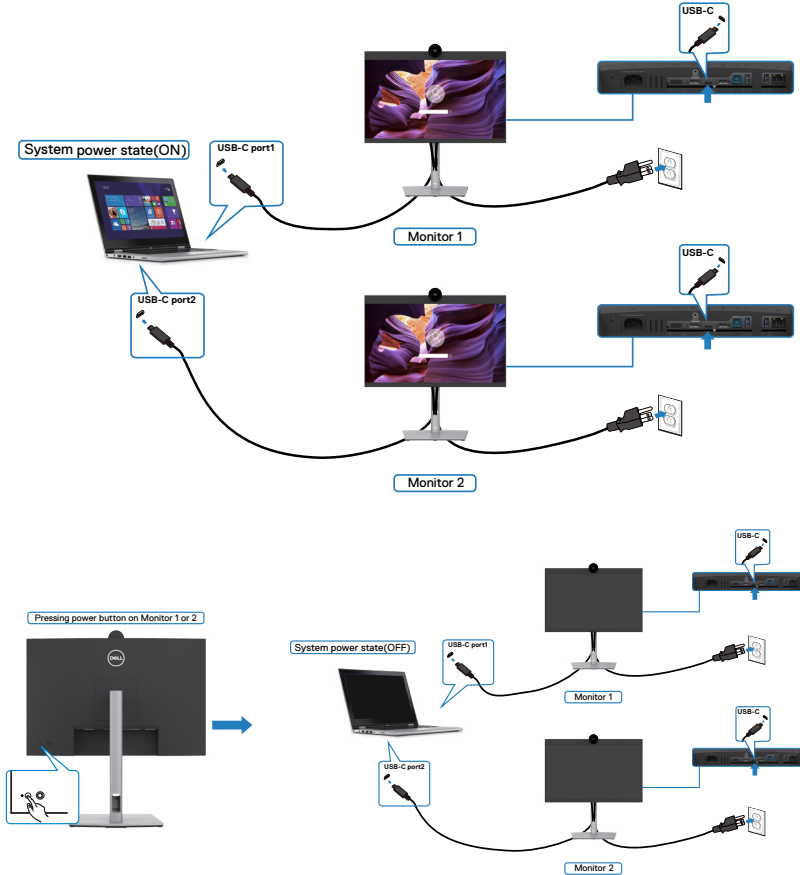 USB-C
System power state(ON)
USB-C port1
Monitor 1
USB-C
USB-C port2
Monitor 2
Pressing power button on Monitor 1 or 2
DELL
System power state(OFF)
USB-C port1
USB-C
Monitor 1
USB-C port2
USB-C
Monitor 2